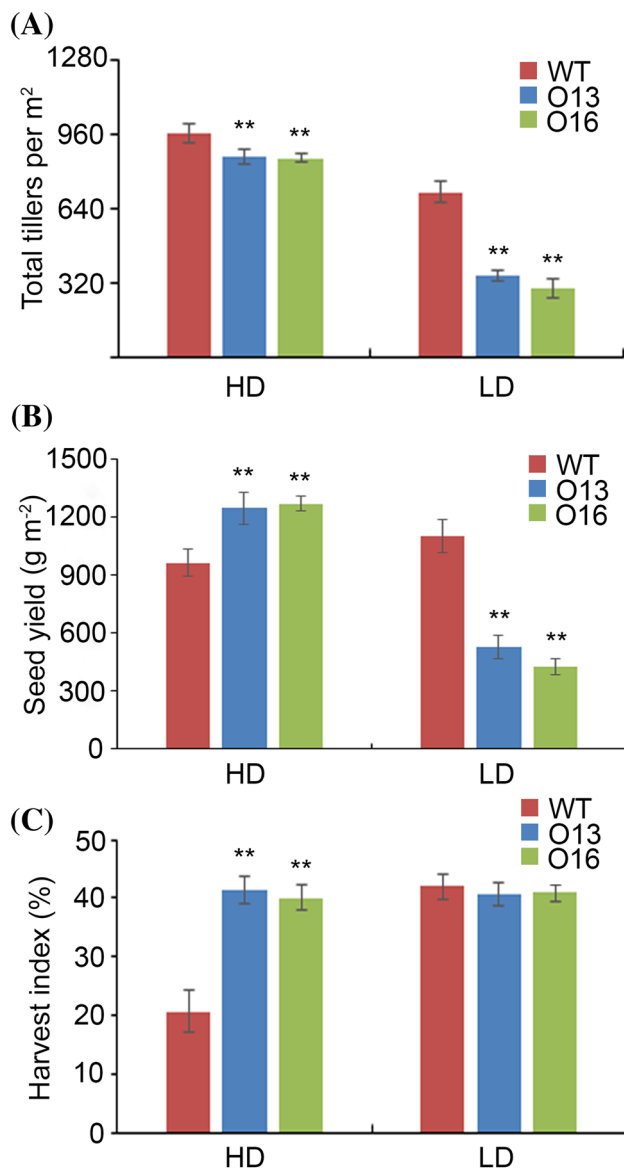 (A)
Total tillers per m²
1280
960
640
320
WT
O13
O16
** **
** **
HD LD
(B)
Seed yield (g m⁻²)
1500
1200
900
600
300
0
WT
O13
O16
** **
** **
HD LD
(C)
Harvest index (%)
50
40
30
20
10
0
WT
O13
O16
** **
HD LD